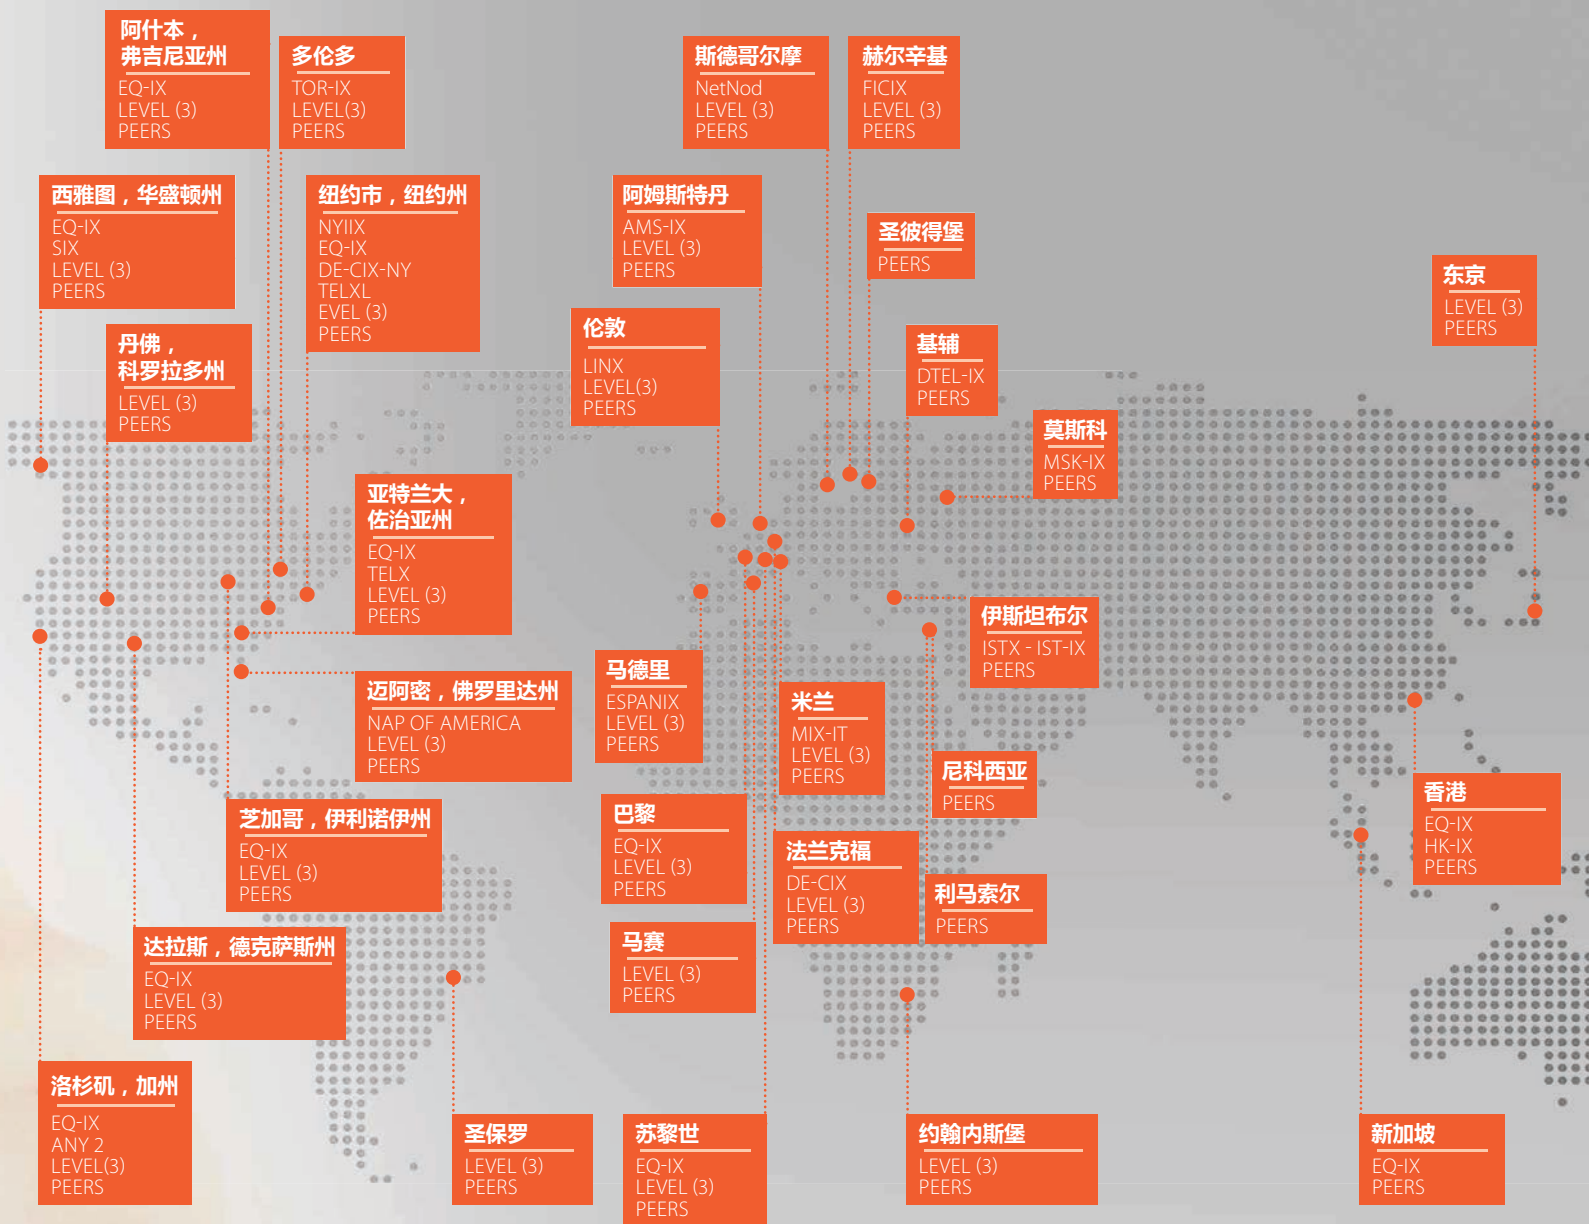 阿什本，
弗吉尼亚州
EQ-IX
LEVEL (3)
PEERS
多伦多
TOR-IX
LEVEL(3)
PEERS
斯德哥尔摩
NetNod
LEVEL (3)
PEERS
赫尔辛基
FICIX
LEVEL (3)
PEERS
西雅图，华盛顿州
EQ-IX
SIX
LEVEL (3)
PEERS
纽约市，纽约州
NYIIX
EQ-IX
DE-CIX-NY
TELXL
EVEL (3)
PEERS
阿姆斯特丹
AMS-IX
LEVEL (3)
PEERS
圣彼得堡
PEERS
东京
LEVEL (3)
PEERS
丹佛，
科罗拉多州
LEVEL (3)
PEERS
伦敦
LINX
LEVEL(3)
PEERS
基辅
DTEL-IX
PEERS
莫斯科
MSK-IX
PEERS
亚特兰大，
佐治亚州
EQ-IX
TELX
LEVEL (3)
PEERS
伊斯坦布尔
ISTX - IST-IX
PEERS
迈阿密，佛罗里达州
NAP OF AMERICA
LEVEL (3)
PEERS
马德里
ESPANIX
LEVEL (3)
PEERS
米兰
MIX-IT
LEVEL (3)
PEERS
尼科西亚
PEERS
香港
EQ-IX
HK-IX
PEERS
芝加哥，伊利诺伊州
EQ-IX
LEVEL (3)
PEERS
巴黎
EQ-IX
LEVEL (3)
PEERS
法兰克福
DE-CIX
LEVEL (3)
PEERS
利马索尔
PEERS
达拉斯，德克萨斯州
EQ-IX
LEVEL (3)
PEERS
马赛
LEVEL (3)
PEERS
洛杉矶，加州
EQ-IX
ANY 2
LEVEL(3)
PEERS
圣保罗
LEVEL (3)
PEERS
苏黎世
EQ-IX
LEVEL (3)
PEERS
约翰内斯堡
LEVEL (3)
PEERS
新加坡
EQ-IX
PEERS